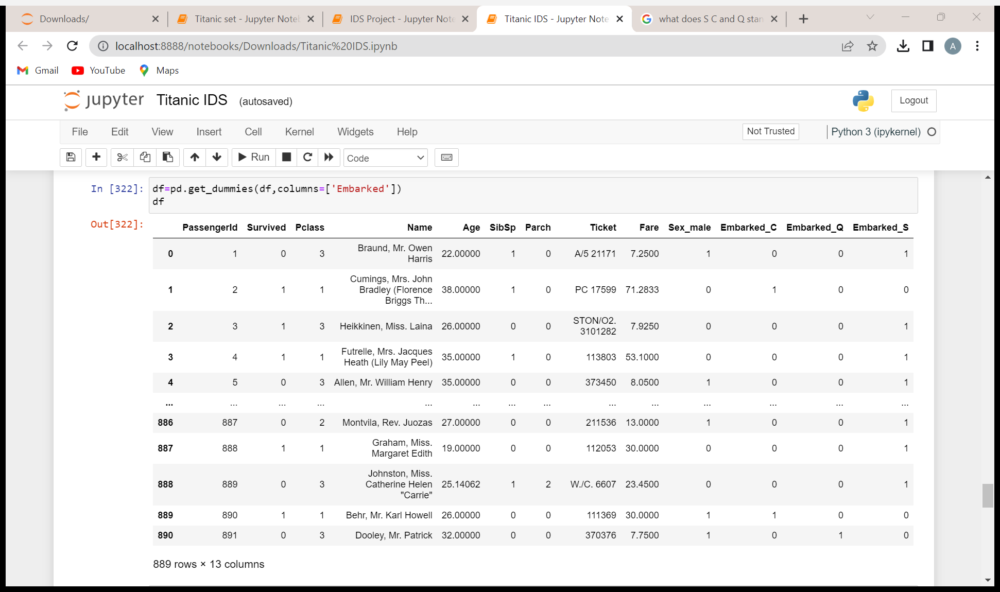 Downloads/
Titanic set - Jupyter Noteb
IDS Project - Jupyter Note
Titanic IDS - Jupyter Note
what does S C and Q stan
localhost:8888/notebooks/Downloads/Titanic%20IDS.ipynb
A
Gmail YouTube Maps
jupyter Titanic IDS (autosaved)
Logout
File Edit View Insert Cell Kernel Widgets Help
Not Trusted
Python 3 (ipykernel)
Run
Code
In [322]: df=pd.get_dummies(df,columns=['Embarked'])
df
Out[322]:
PassengerId Survived Pclass Name Age SibSp Parch Ticket Fare Sex_male Embarked_C Embarked_Q Embarked_S
0 1 0 3 Braund, Mr. Owen Harris 22.00000 1 0 A/5 21171 7.2500 1 0 0 1
1 2 1 1 Cumings, Mrs. John Bradley (Florence Briggs Th... 38.00000 1 0 PC 17599 71.2833 0 1 0 0
2 3 1 3 Heikkinen, Miss. Laina 26.00000 0 0 STON/O2. 3101282 7.9250 0 0 0 1
3 4 1 1 Futrelle, Mrs. Jacques Heath (Lily May Peel) 35.00000 1 0 113803 53.1000 0 0 0 1
4 5 0 3 Allen, Mr. William Henry 35.00000 0 0 373450 8.0500 1 0 0 1
... ... ... ... ... ... ... ... ... ... ... ... ... ...
886 887 0 2 Montvila, Rev. Juozas 27.00000 0 0 211536 13.0000 1 0 0 1
887 888 1 1 Graham, Miss. Margaret Edith 19.00000 0 0 112053 30.0000 0 0 0 1
888 889 0 3 Johnston, Miss. Catherine Helen "Carrie" 25.14062 1 2 W./C. 6607 23.4500 0 0 0 1
889 890 1 1 Behr, Mr. Karl Howell 26.00000 0 0 111369 30.0000 1 1 0 0
890 891 0 3 Dooley, Mr. Patrick 32.00000 0 0 370376 7.7500 1 0 1 0
889 rows × 13 columns